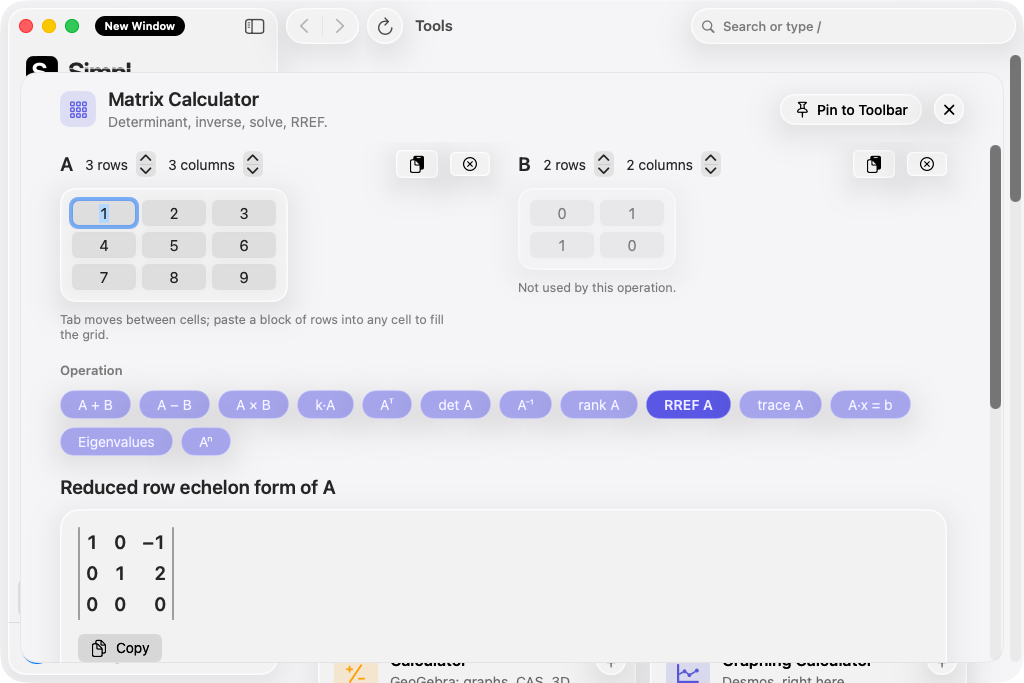 New Window
Tools
Search or type /
Simpl
Matrix Calculator
Determinant, inverse, solve, RREF.
Pin to Toolbar
A 3 rows 3 columns
B 2 rows 2 columns
1 2 3
4 5 6
7 8 9
0 1
1 0
Not used by this operation.
Tab moves between cells; paste a block of rows into any cell to fill
the grid.
Operation
A + B A − B A × B k·A Aᵀ det A A⁻¹ rank A RREF A trace A A·x = b
Eigenvalues Aⁿ
Reduced row echelon form of A
1 0 −1
0 1 2
0 0 0
Copy
Calculator
GeoGebra: graphs, CAS, 3D
Graphing Calculator
Desmos, right here